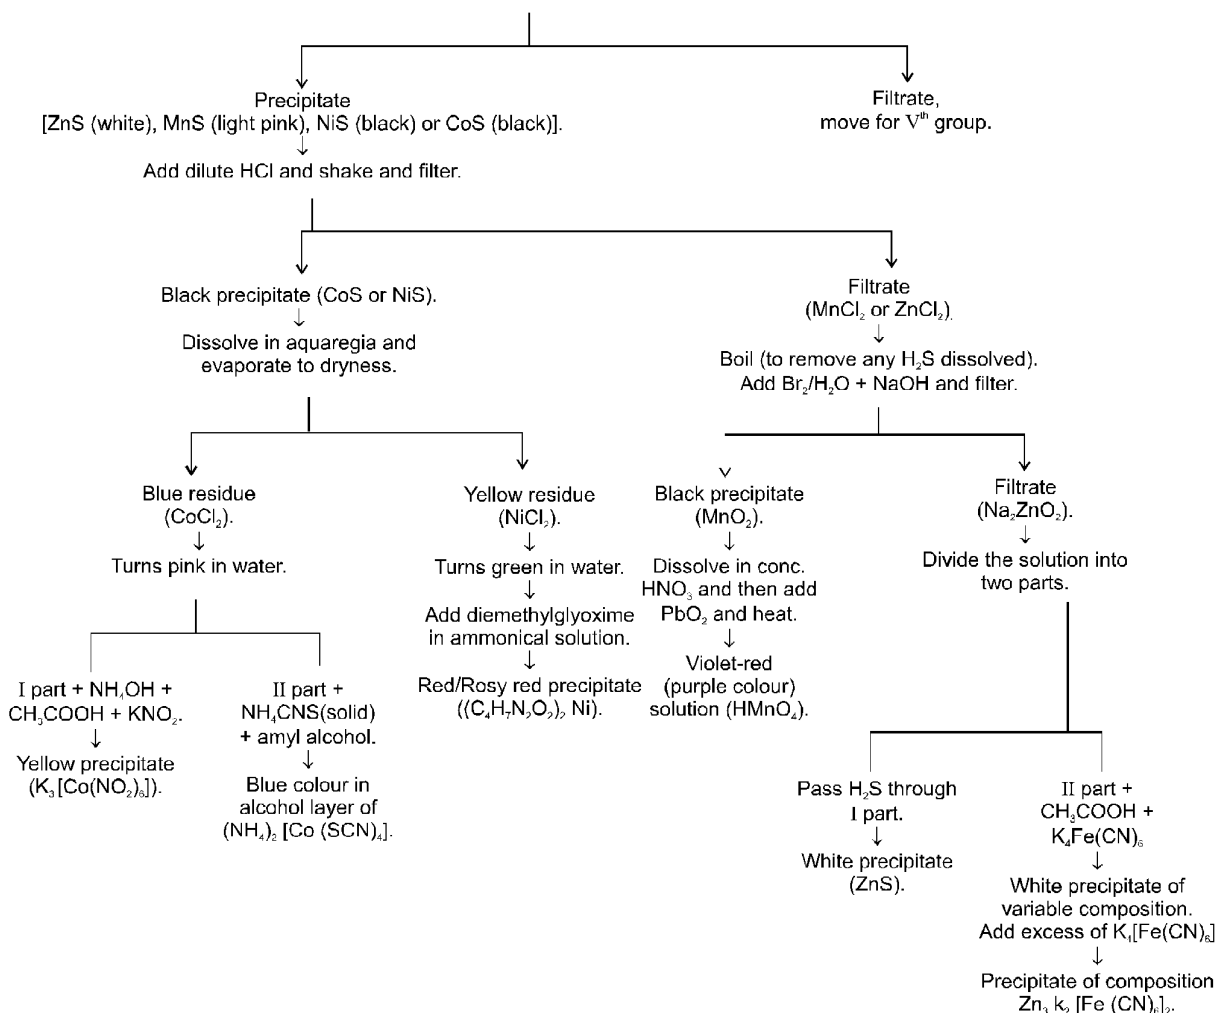 Precipitate
[ZnS (white), MnS (light pink), NiS (black) or CoS (black)].
Filtrate,
move for Vth group.
Add dilute HCl and shake and filter.
Black precipitate (CoS or NiS).
Dissolve in aquaregia and
evaporate to dryness.
Filtrate
(MnCl₂ or ZnCl₂).
Boil (to remove any H₂S dissolved).
Add Br₂/H₂O + NaOH and filter.
Blue residue
(CoCl₂).
Turns pink in water.
Yellow residue
(NiCl₂).
Turns green in water.
Add diemethylglyoxime
in ammonical solution.
Red/Rosy red precipitate
((C₄H₇N₂O₂)₂ Ni).
Black precipitate
(MnO₂).
Dissolve in conc.
HNO₃ and then add
PbO₂ and heat.
Violet-red
(purple colour)
solution (HMnO₄).
Filtrate
(Na₂ZnO₂).
Divide the solution into
two parts.
I part + NH₄OH +
CH₃COOH + KNO₂.
Yellow precipitate
(K₃[Co(NO₂)₆]).
II part +
NH₄CNS(solid)
+ amyl alcohol.
Blue colour in
alcohol layer of
(NH₄)₂ [Co (SCN)₄].
Pass H₂S through
I part.
White precipitate
(ZnS).
II part +
CH₃COOH +
K₄Fe(CN)₆
White precipitate of
variable composition.
Add excess of K₄[Fe(CN)₆]
Precipitate of composition
Zn₃ k₂ [Fe (CN)₆]₂.